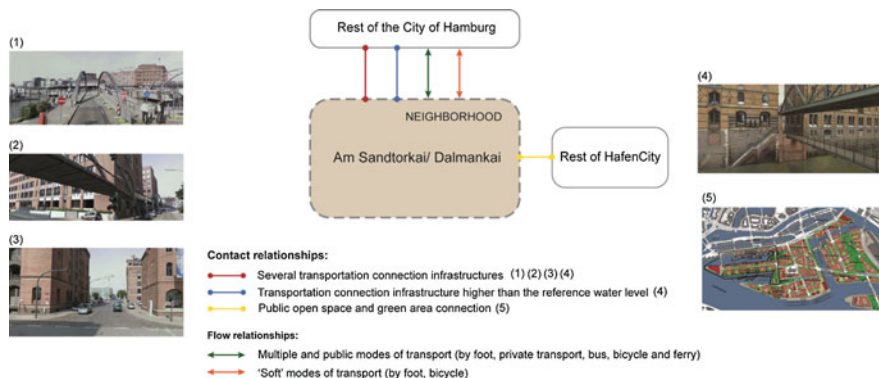 Rest of the City of Hamburg
(1)
(4)
NEIGHBORHOOD
Am Sandtorkai/ Dalmankai
Rest of HafenCity
(2)
(5)
(3)
Contact relationships:
Several transportation connection infrastructures (1) (2) (3) (4)
Transportation connection infrastructure higher than the reference water level (4)
Public open space and green area connection (5)
Flow relationships:
Multiple and public modes of transport (by foot, private transport, bus, bicycle and ferry)
‘Soft’ modes of transport (by foot, bicycle)